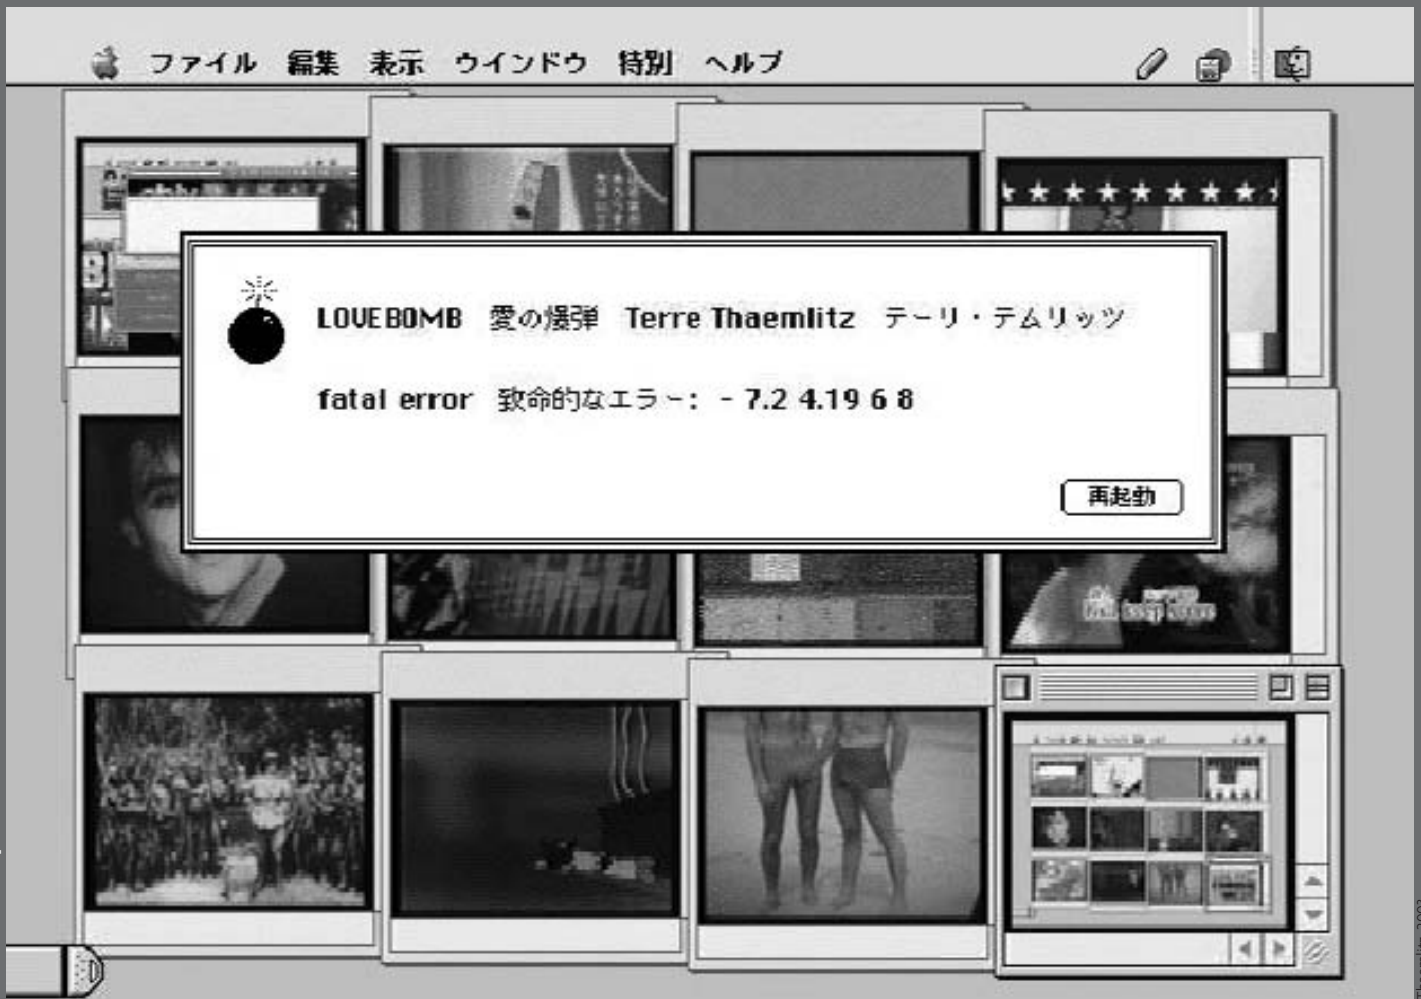 ファイル 編集 表示 ウインドウ 特別 ヘルプ
LOVEBOMB 愛の爆弾 Terre Thaemlitz テーリ・テムリッツ
fatal error 致命的なエラー: - 7.2 4.19 6 8
再起動